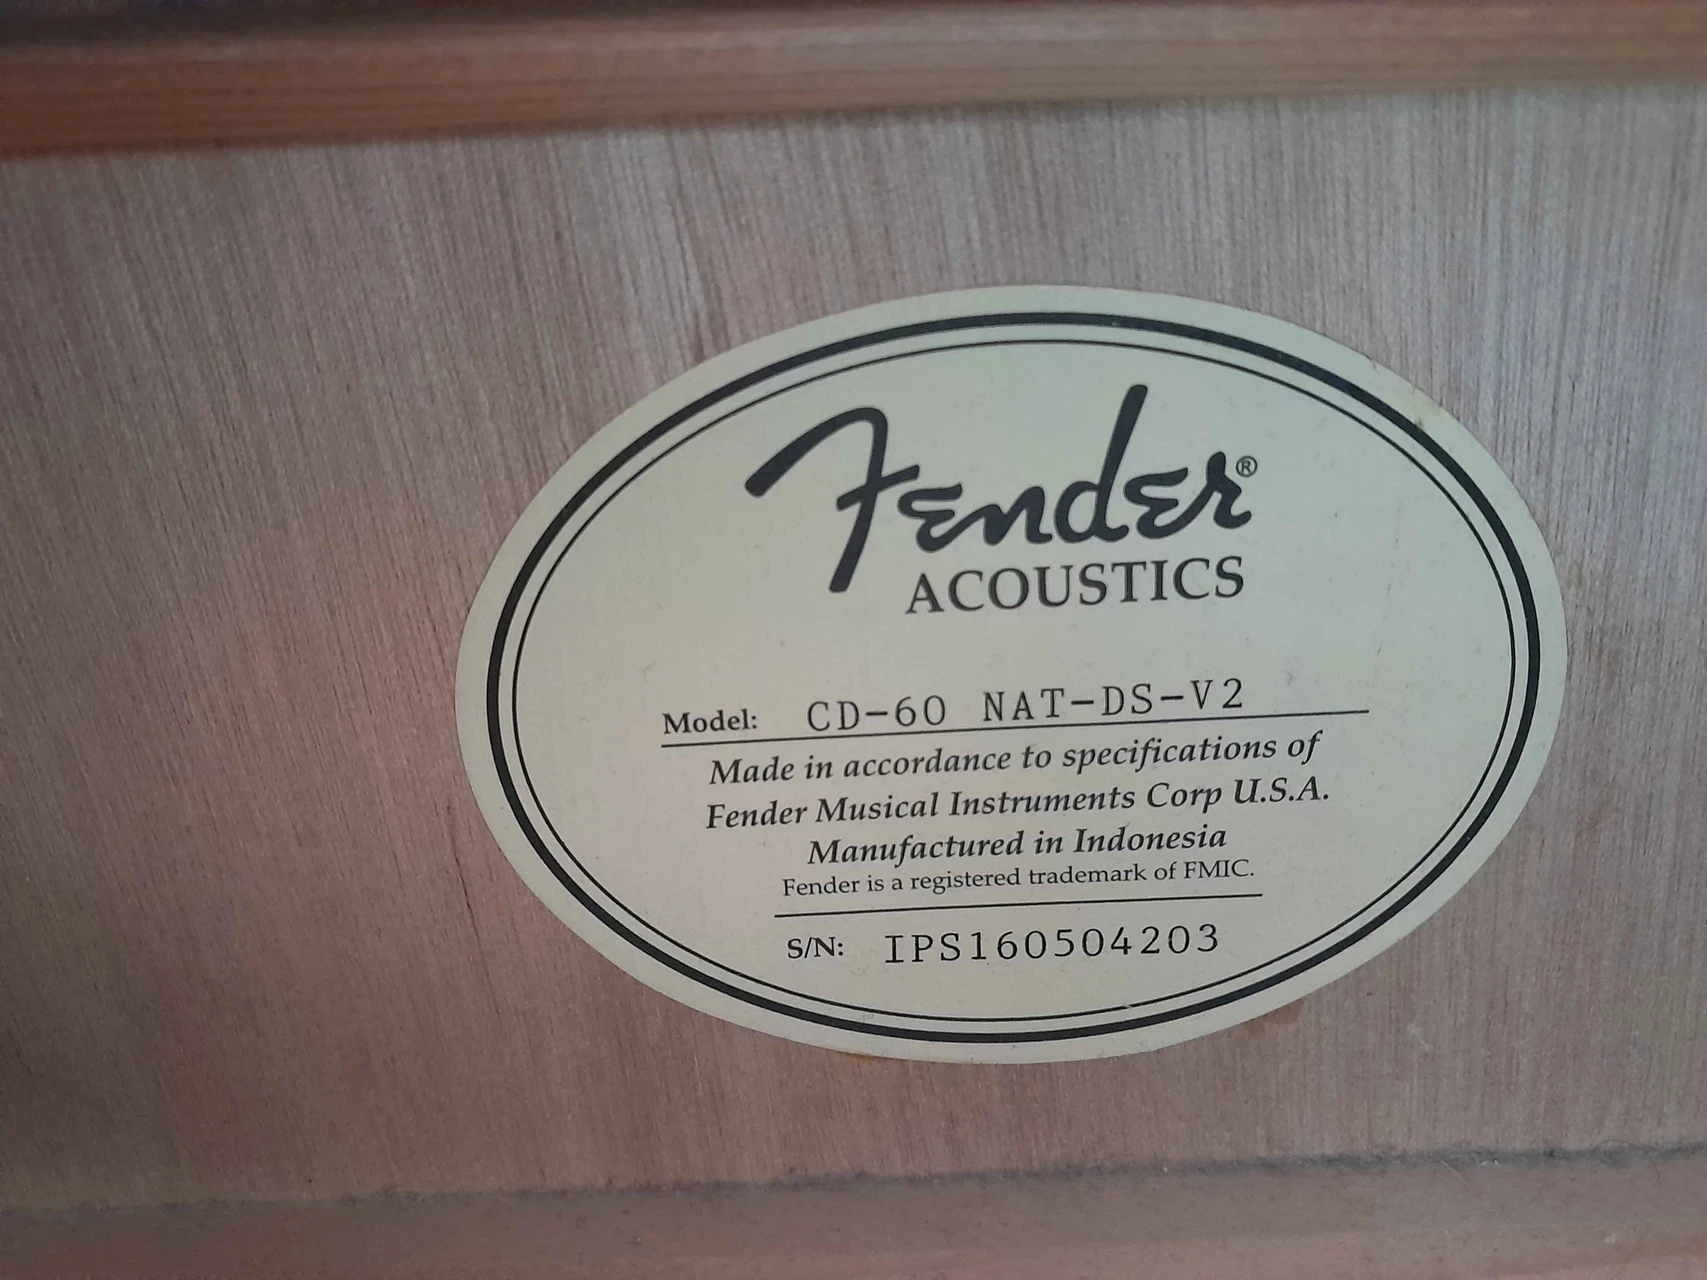 Fender®
ACOUSTICS
Model: CD-60 NAT-DS-V2
Made in accordance to specifications of
Fender Musical Instruments Corp U.S.A.
Manufactured in Indonesia
Fender is a registered trademark of FMIC.
S/N: IPS160504203